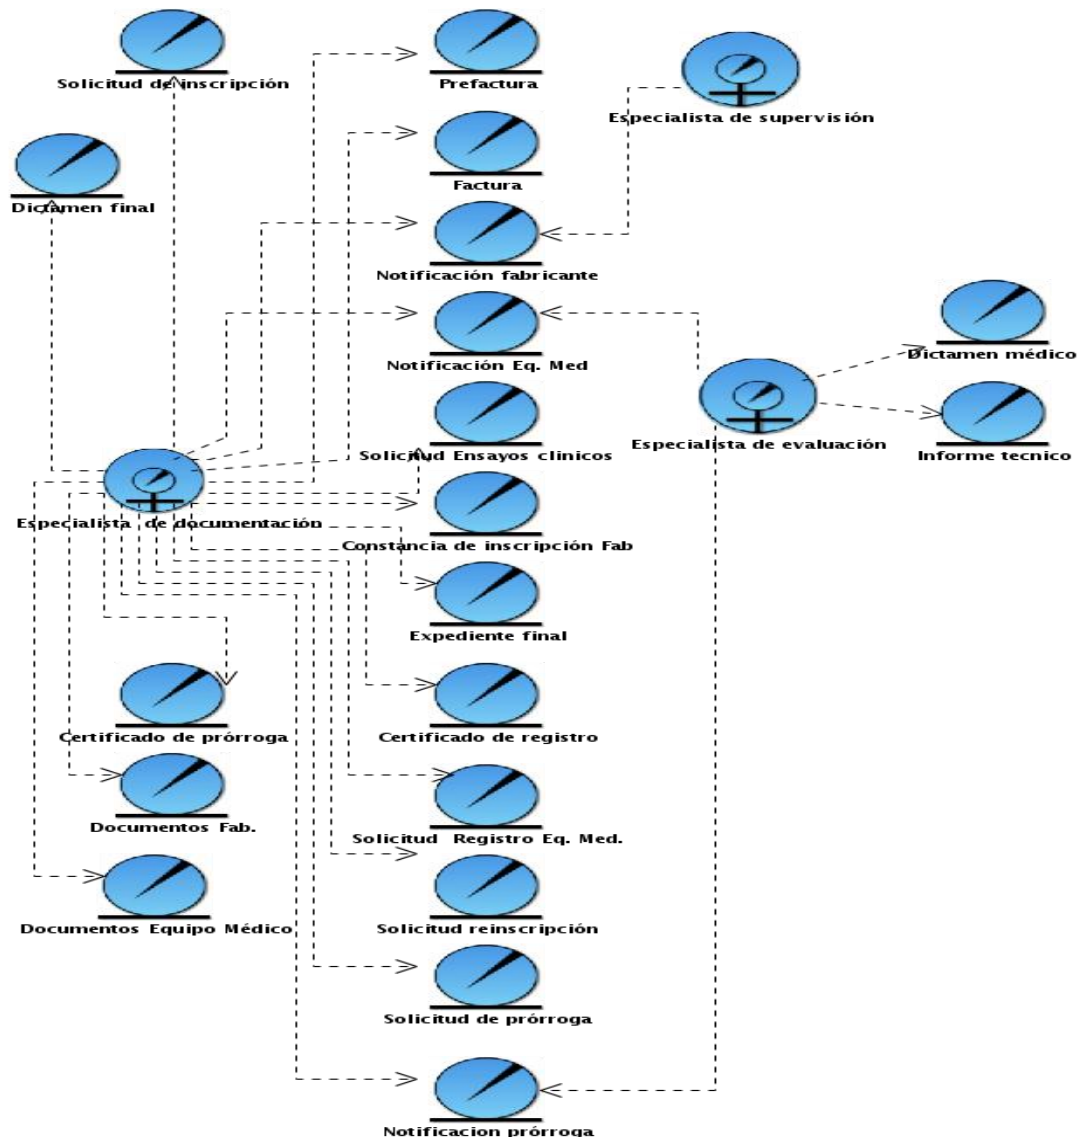 Solicitud de inscripción
Prefactura
Especialista de supervisión
Dictamen final
Factura
Notificación fabricante
Notificación Eq. Med
Dictamen médico
Especialista de evaluación
Solicitud Ensayos clinicos
Informe tecnico
Especialista de documentación
Constancia de inscripción Fab
Expediente final
Certificado de prórroga
Certificado de registro
Documentos Fab.
Solicitud Registro Eq. Med.
Documentos Equipo Médico
Solicitud reinscripción
Solicitud de prórroga
Notificacion prórroga